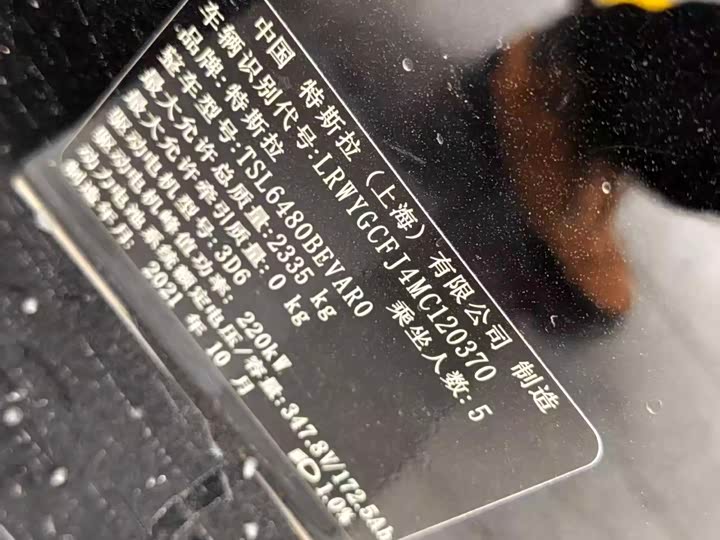 中国 特斯拉（上海）有限公司 制造
车辆识别代号:LRWYGCFJ4MC120370
品牌:特斯拉 乘坐人数:5
整车型号:TSL6480BEVAR0
最大允许总质量:2335 kg
最大允许牵引质量:0 kg
驱动电机型号:3D6
驱动电机峰值功率: 220kW
动力电池系统额定电压/容量:347.8V/172.5Ah
制造年月: 2021 年 10 月 1.0%